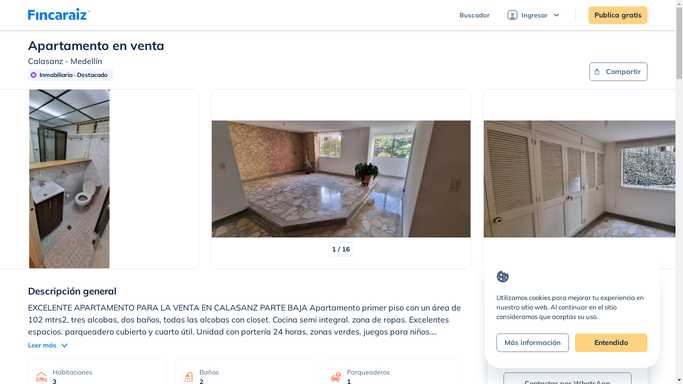 Fincaraiz
Buscador
Ingresar
Publica gratis
Apartamento en venta
Calasanz - Medellín
Inmobiliaria · Destacado
Compartir
1 / 16
Descripción general
EXCELENTE APARTAMENTO PARA LA VENTA EN CALASANZ PARTE BAJA Apartamento primer piso con un área de
102 mtrs2, tres alcobas, dos baños, todas las alcobas con closet. Cocina semi integral, zona de ropas. Excelentes
espacios, parqueadero cubierto y cuarto útil. Unidad con portería 24 horas, zonas verdes, juegos para niños....
Leer más
Habitaciones
3
Baños
2
Parqueaderos
1
Utilizamos cookies para mejorar tu experiencia en
nuestro sitio web. Al continuar en el sitio
consideramos que aceptas su uso.
Más información
Entendido
Contactar por WhatsApp